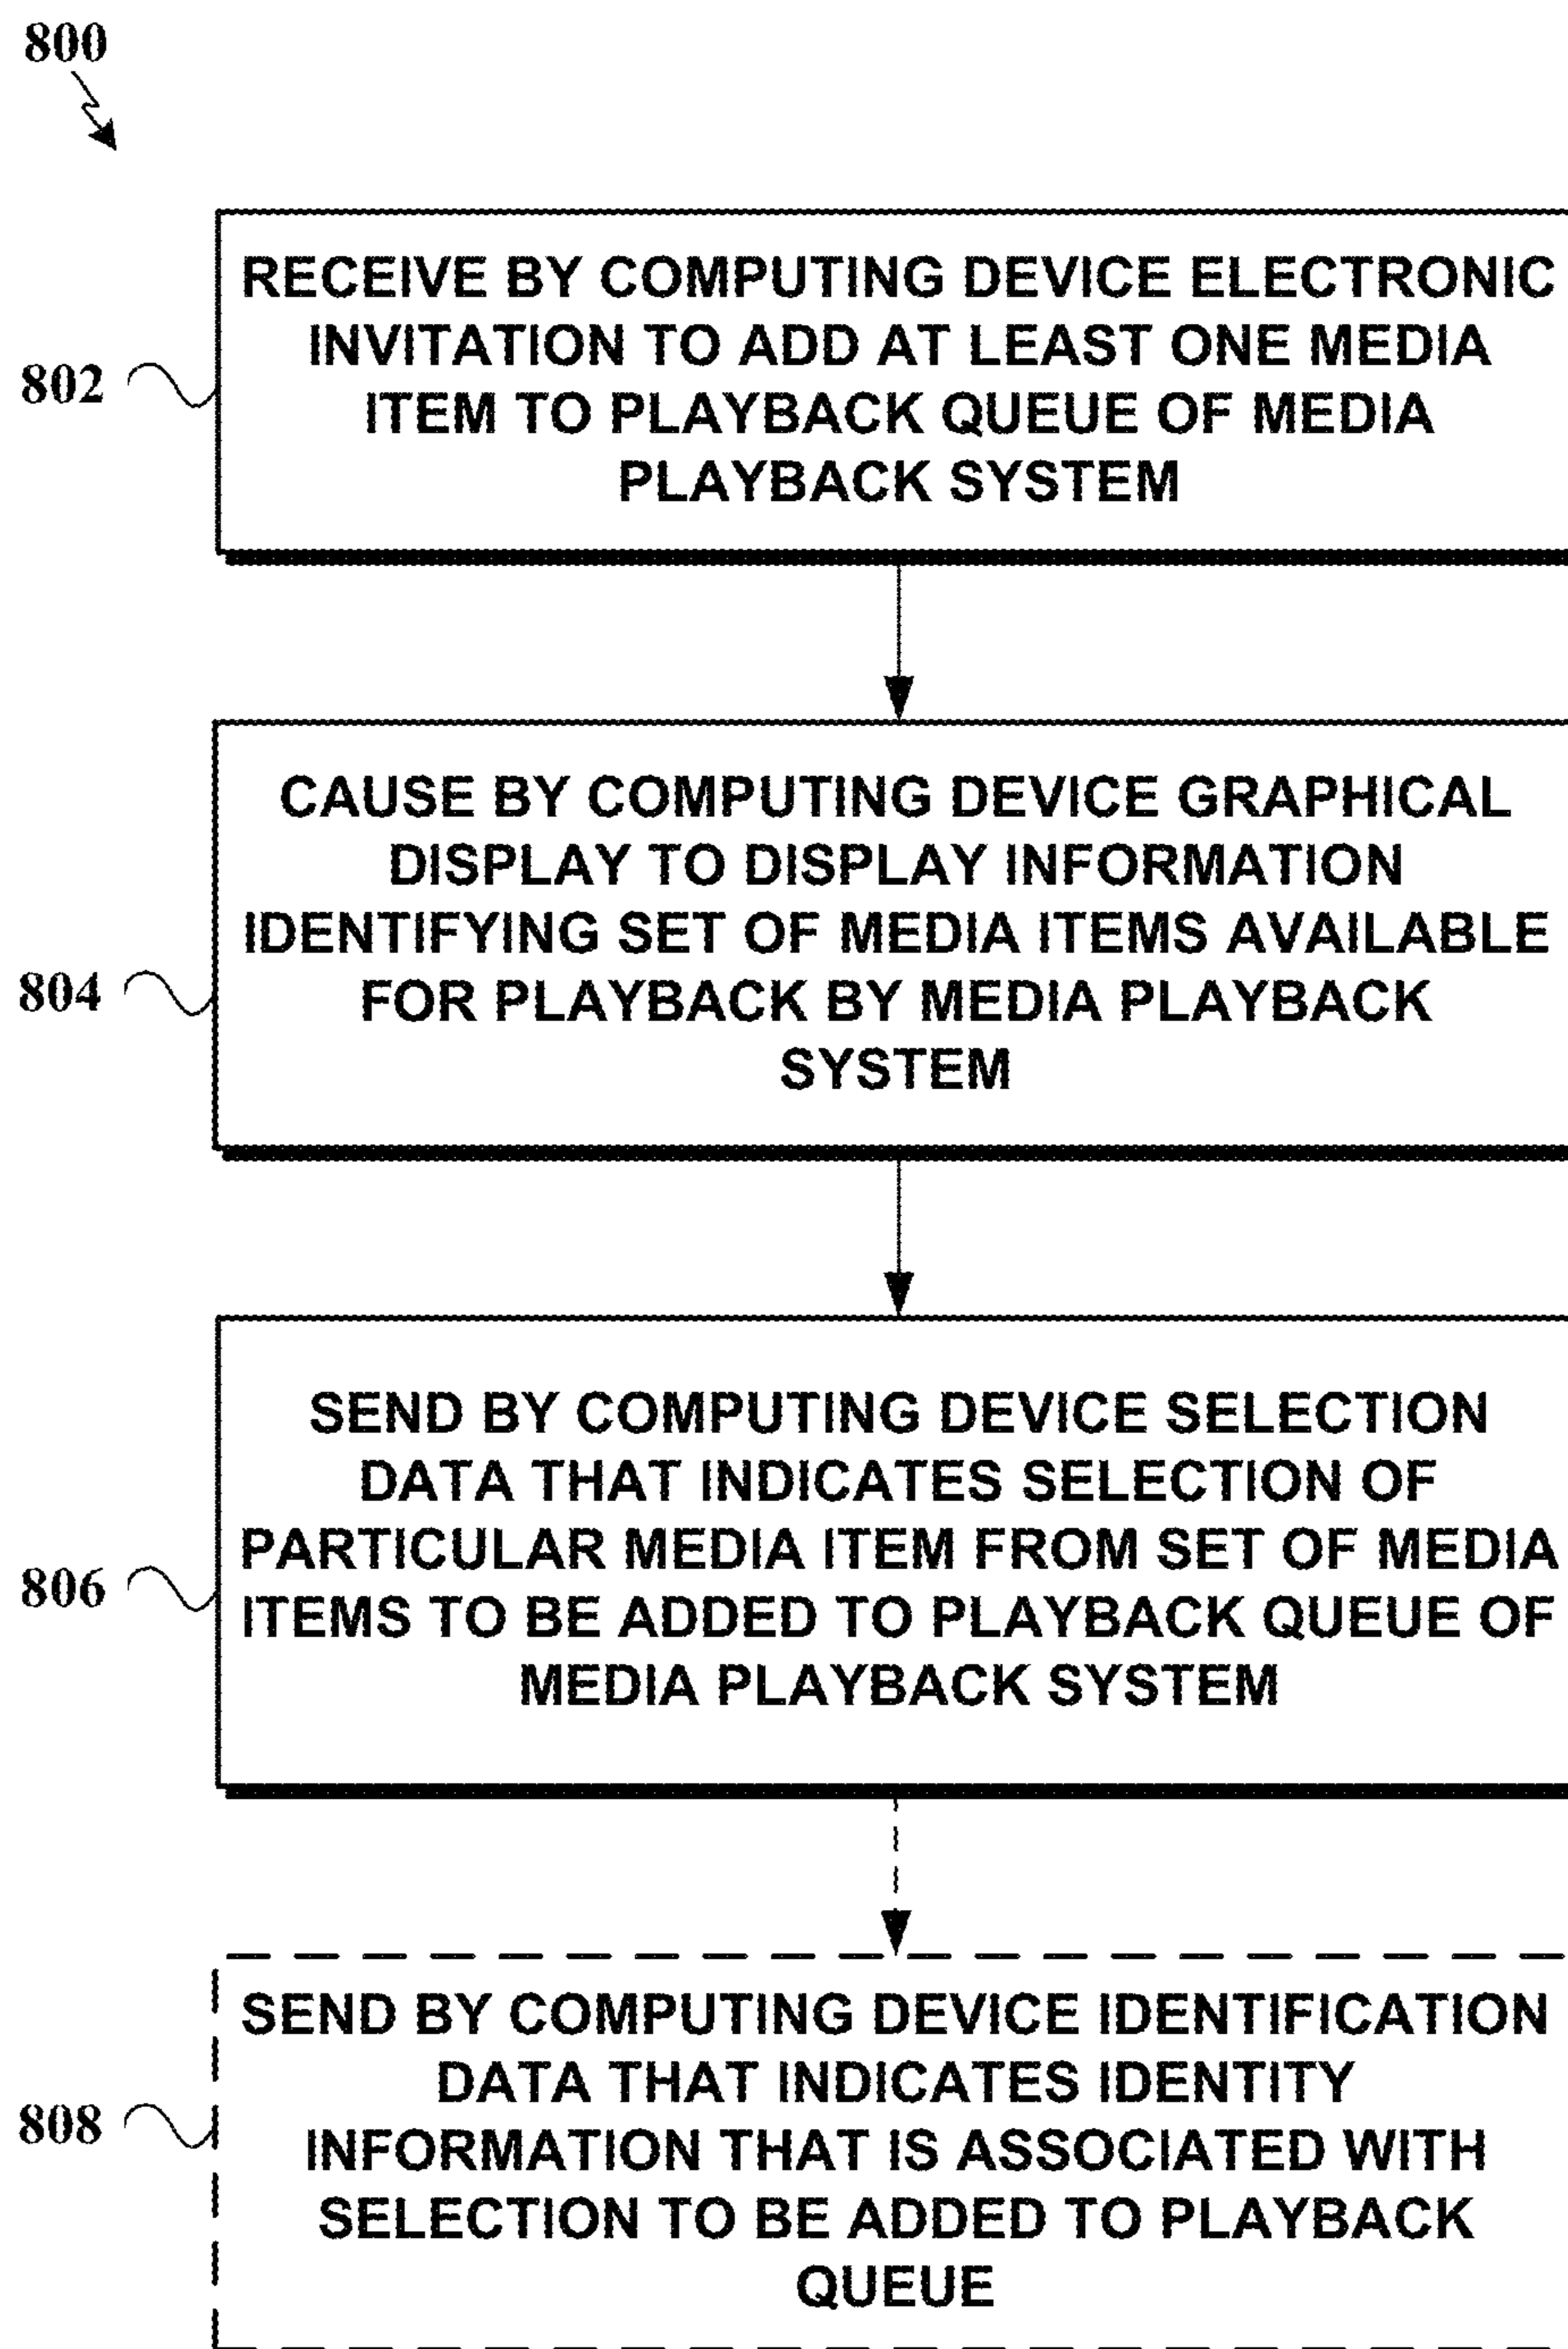 800
802
RECEIVE BY COMPUTING DEVICE ELECTRONIC
INVITATION TO ADD AT LEAST ONE MEDIA
ITEM TO PLAYBACK QUEUE OF MEDIA
PLAYBACK SYSTEM
804
CAUSE BY COMPUTING DEVICE GRAPHICAL
DISPLAY TO DISPLAY INFORMATION
IDENTIFYING SET OF MEDIA ITEMS AVAILABLE
FOR PLAYBACK BY MEDIA PLAYBACK
SYSTEM
806
SEND BY COMPUTING DEVICE SELECTION
DATA THAT INDICATES SELECTION OF
PARTICULAR MEDIA ITEM FROM SET OF MEDIA
ITEMS TO BE ADDED TO PLAYBACK QUEUE OF
MEDIA PLAYBACK SYSTEM
808
SEND BY COMPUTING DEVICE IDENTIFICATION
DATA THAT INDICATES IDENTITY
INFORMATION THAT IS ASSOCIATED WITH
SELECTION TO BE ADDED TO PLAYBACK
QUEUE